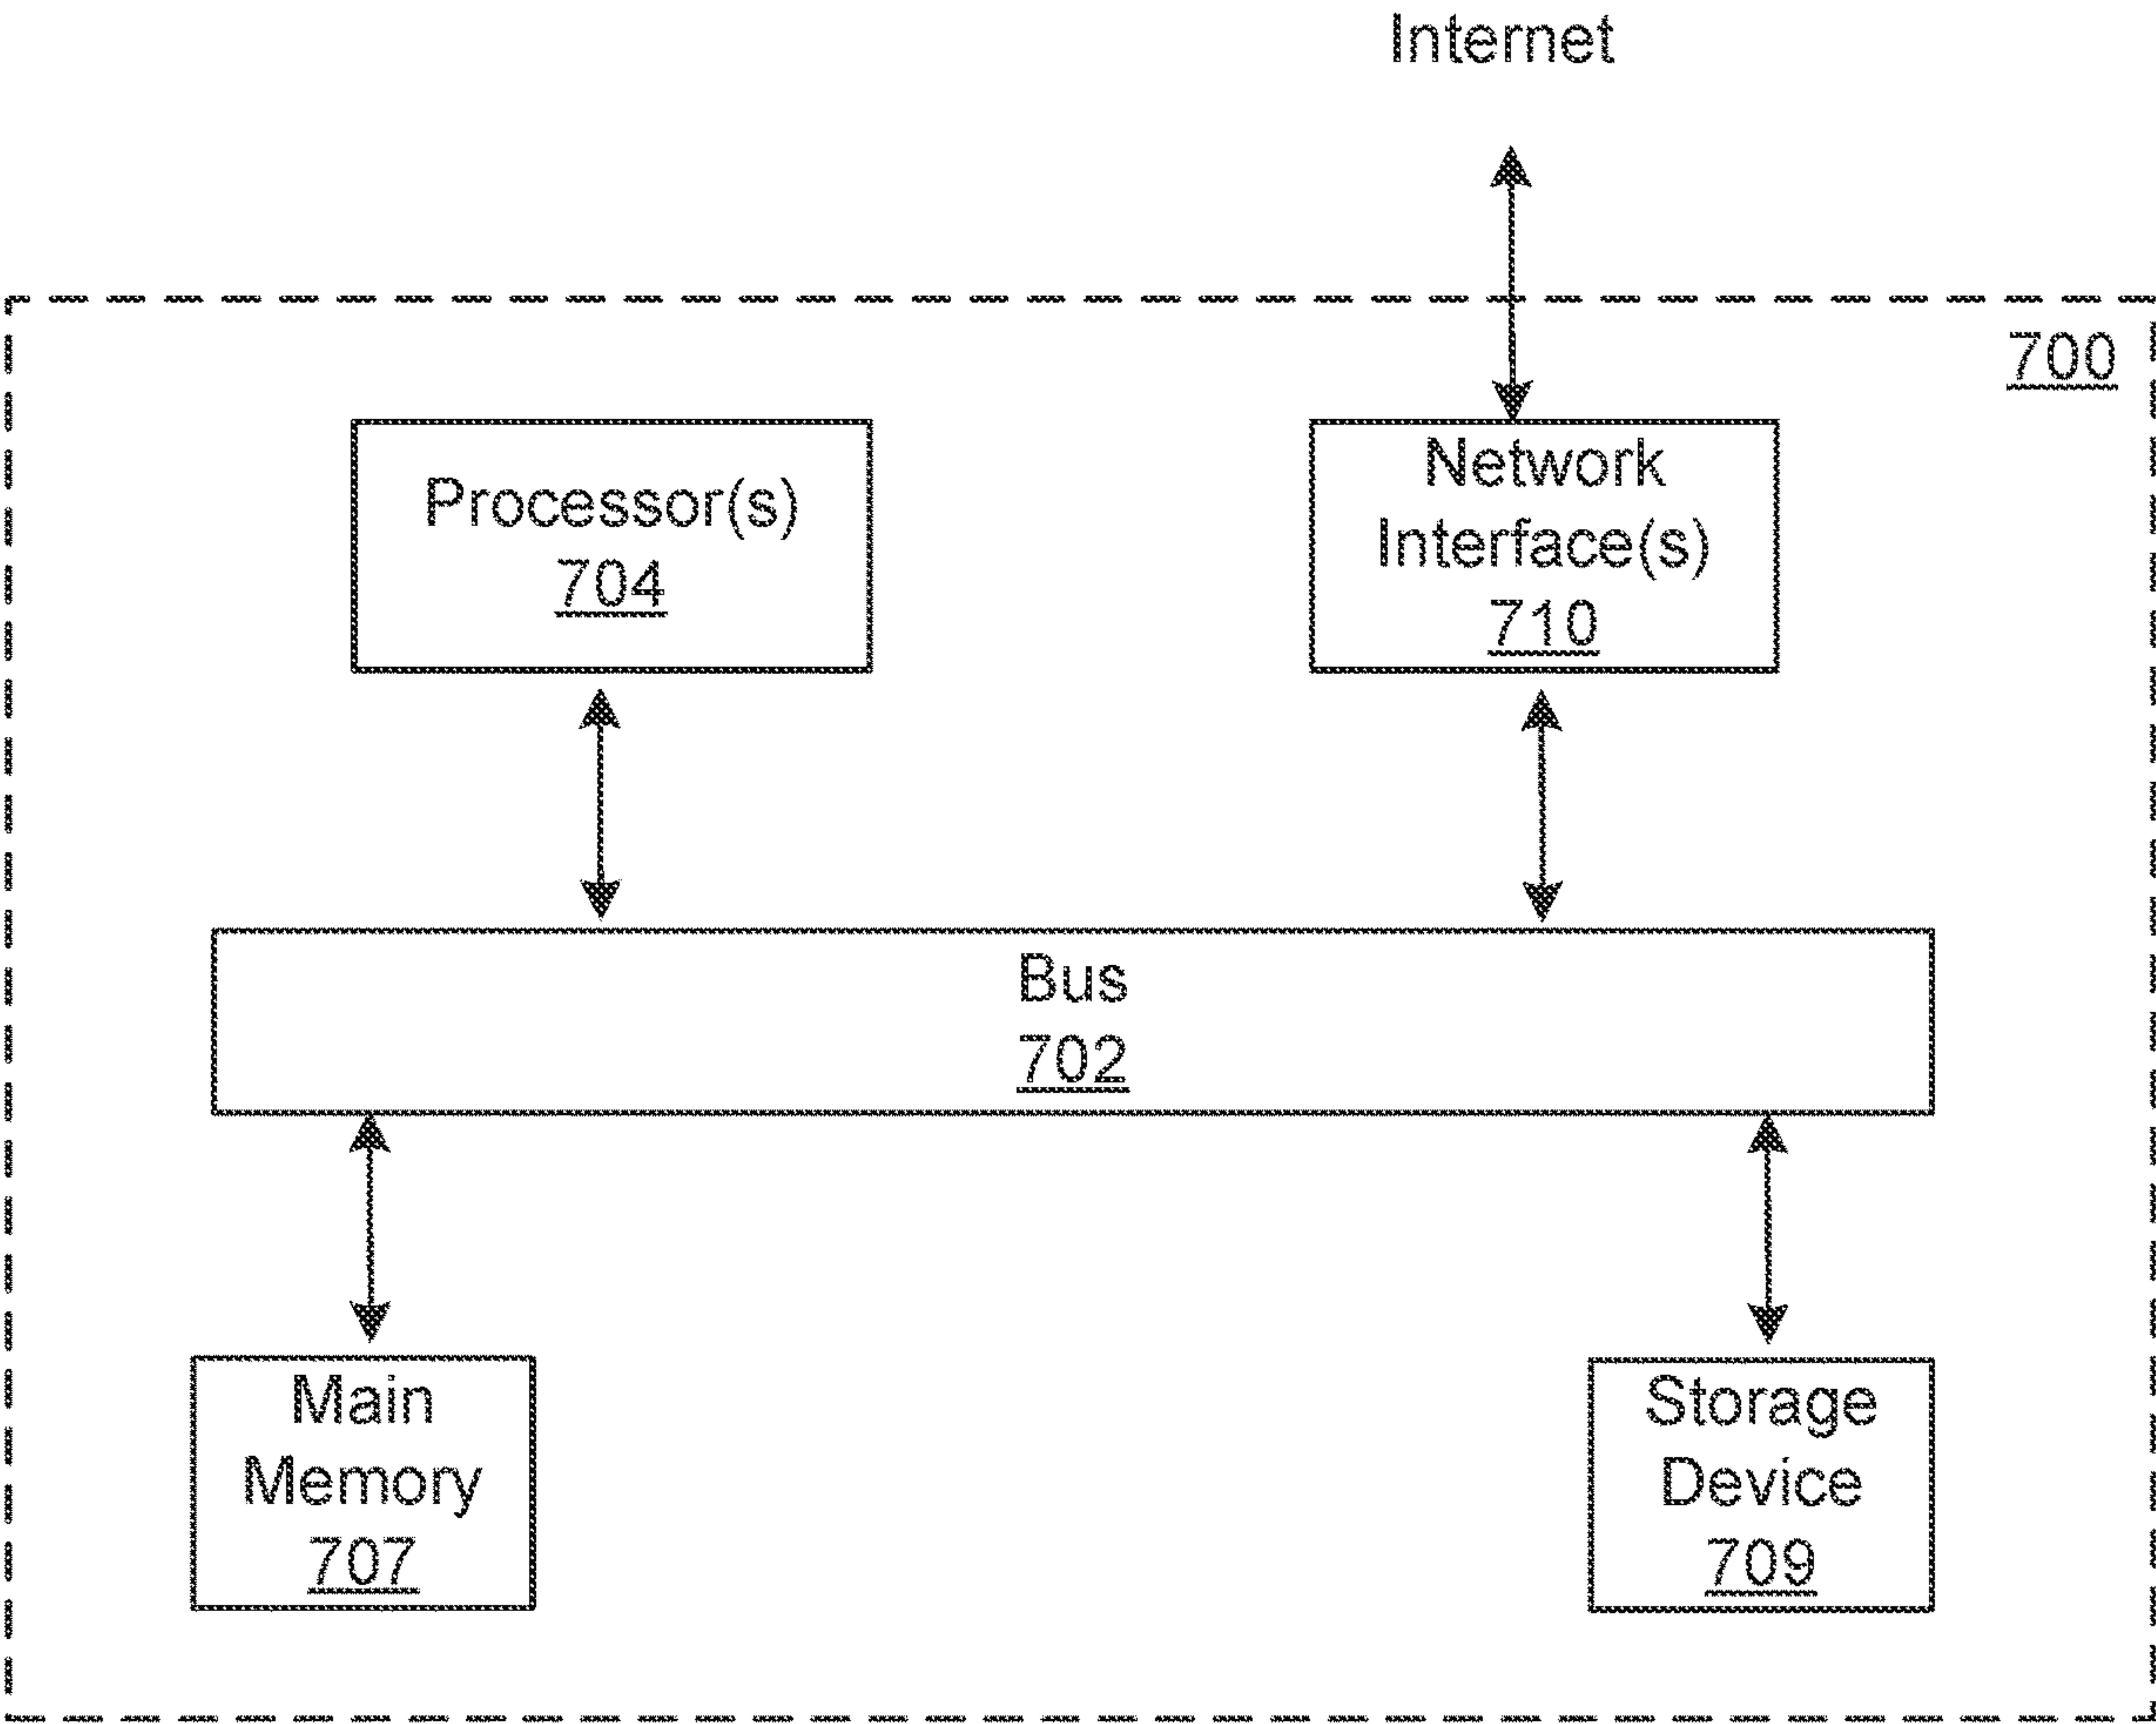 Internet
700
Processor(s)
704
Network
Interface(s)
710
Bus
702
Main
Memory
707
Storage
Device
709